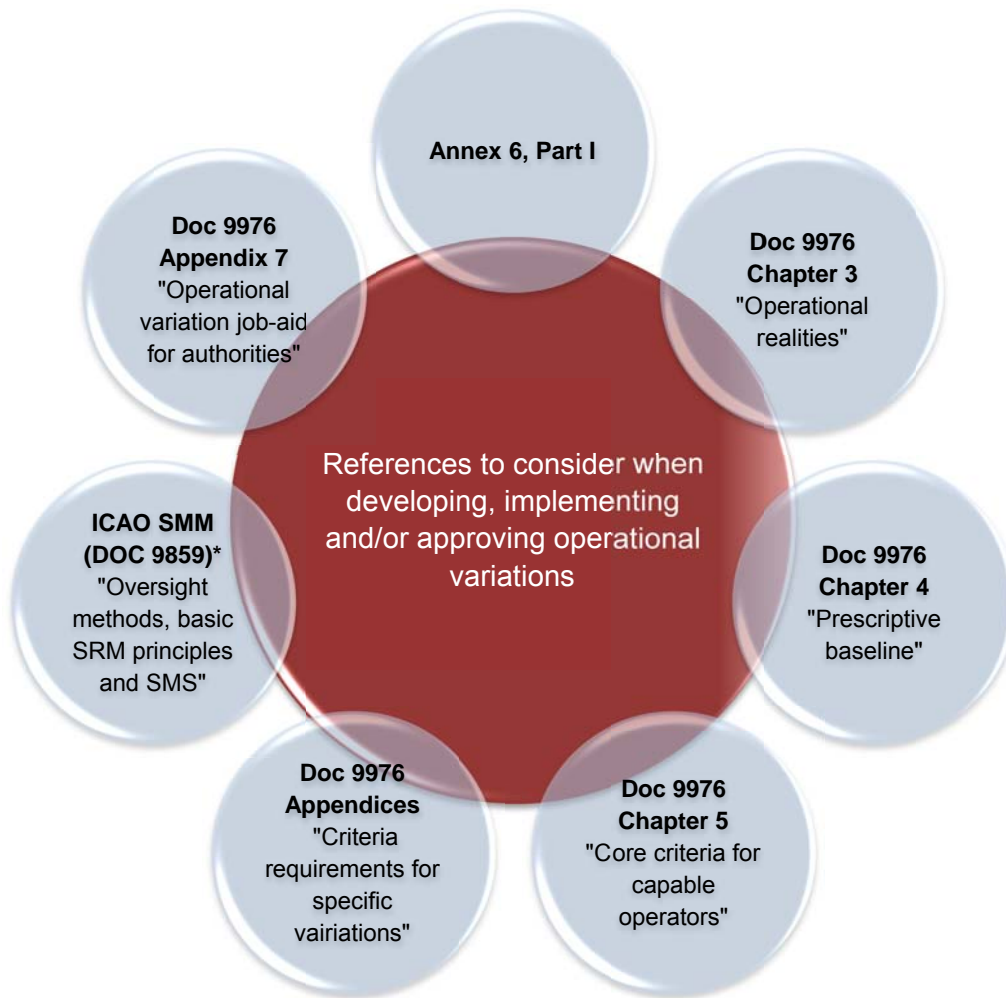 Annex 6, Part I
Doc 9976
Chapter 3
"Operational
realities"
Doc 9976
Chapter 4
"Prescriptive
baseline"
Doc 9976
Chapter 5
"Core criteria for
capable
operators"
Doc 9976
Appendices
"Criteria
requirements for
specific
vairiations"
ICAO SMM
(DOC 9859)*
"Oversight
methods, basic
SRM principles
and SMS"
Doc 9976
Appendix 7
"Operational
variation job-aid
for authorities"
References to consider when
developing, implementing
and/or approving operational
variations